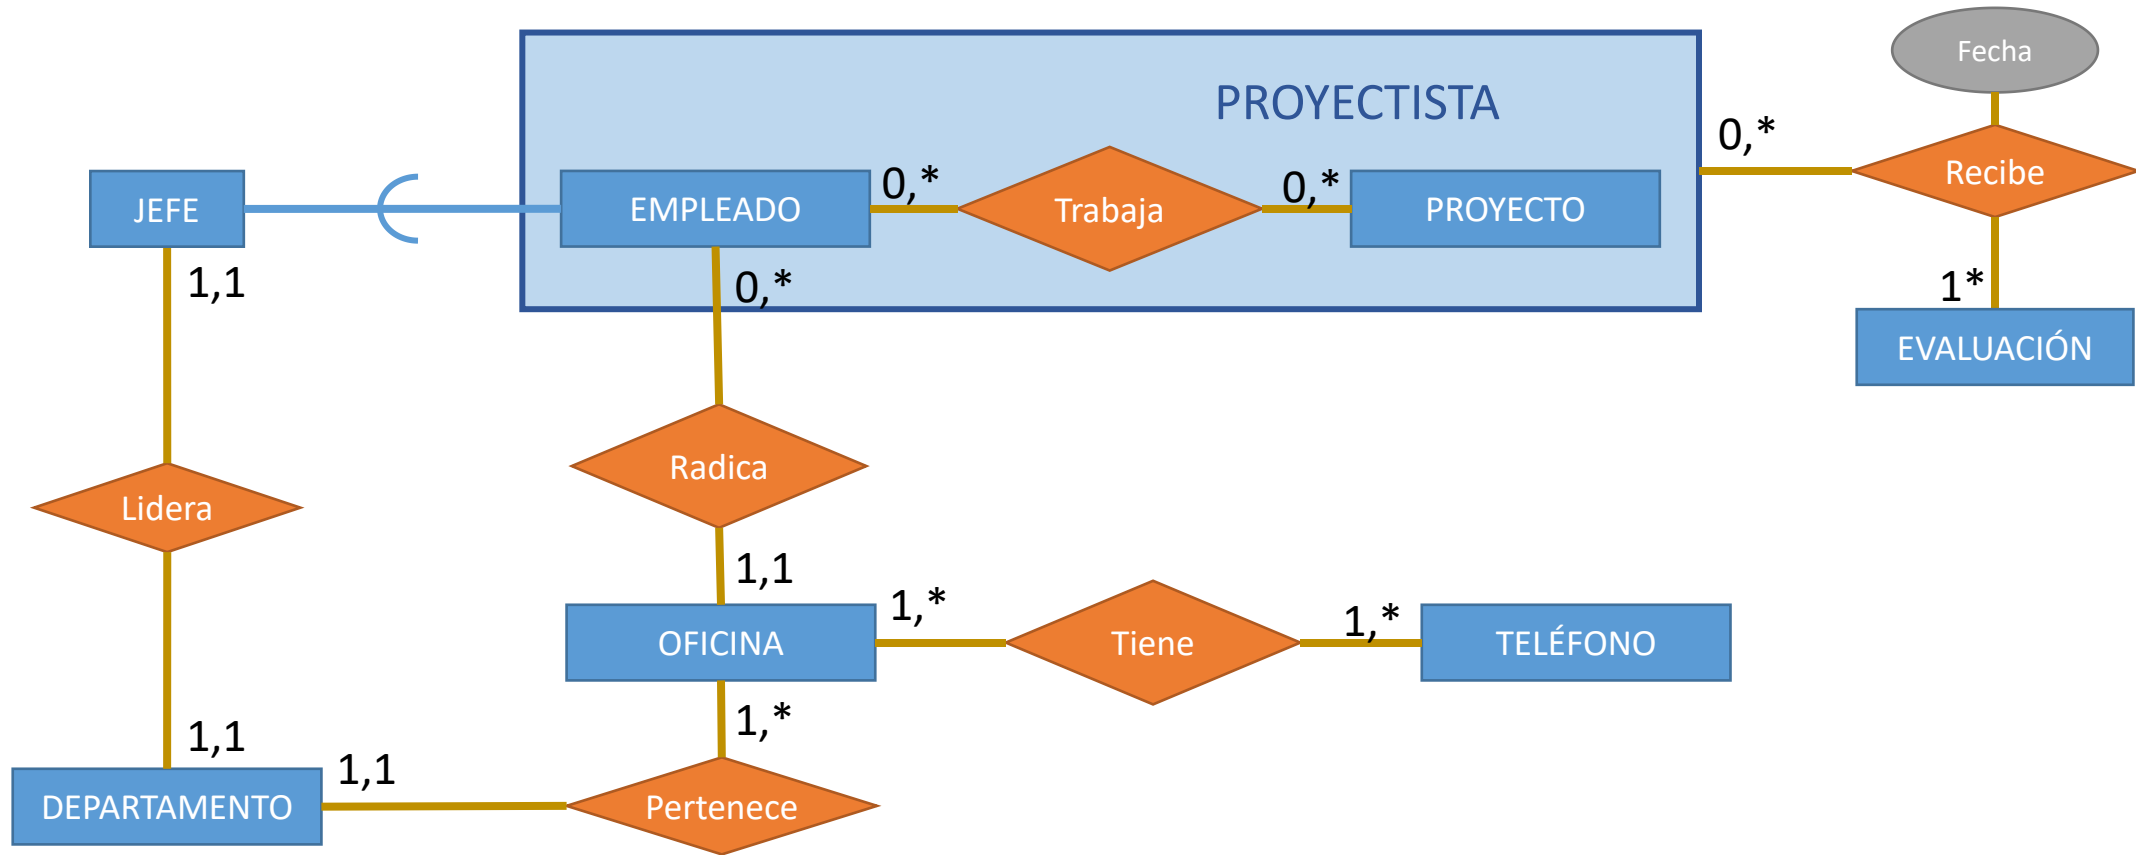 Fecha
PROYECTISTA
0,*
Recibe
JEFE
EMPLEADO
0,*
Trabaja
0,*
PROYECTO
1,1
0,*
1*
EVALUACIÓN
Radica
Lidera
1,1
1,*
1,*
OFICINA
Tiene
TELÉFONO
1,*
1,1
1,1
DEPARTAMENTO
Pertenece